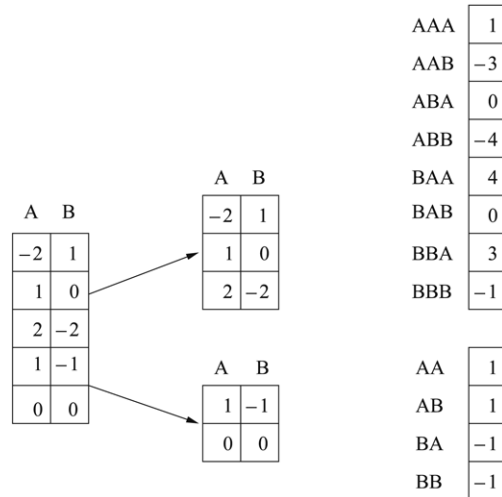 A B
−2 1
1 0
2 −2
1 −1
0 0
A B
−2 1
1 0
2 −2
A B
1 −1
0 0
AAA 1
AAB −3
ABA 0
ABB −4
BAA 4
BAB 0
BBA 3
BBB −1
AA 1
AB 1
BA −1
BB −1